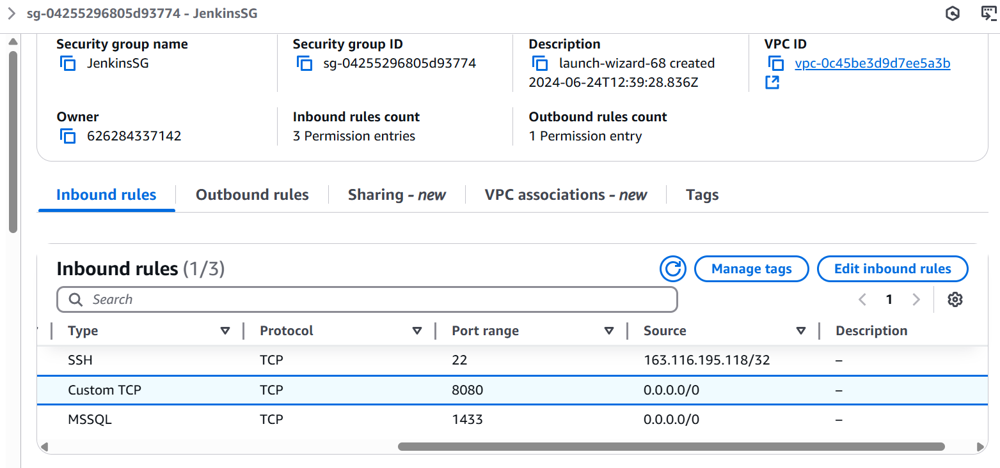 sg-04255296805d93774 - JenkinsSG
Security group name
JenkinsSG
Security group ID
sg-04255296805d93774
Description
launch-wizard-68 created
2024-06-24T12:39:28.836Z
VPC ID
vpc-0c45be3d9d7ee5a3b
Owner
626284337142
Inbound rules count
3 Permission entries
Outbound rules count
1 Permission entry
Inbound rules Outbound rules Sharing - new VPC associations - new Tags
Inbound rules (1/3)
Manage tags
Edit inbound rules
Search
1
Type Protocol Port range Source Description
SSH TCP 22 163.116.195.118/32 –
Custom TCP TCP 8080 0.0.0.0/0 –
MSSQL TCP 1433 0.0.0.0/0 –